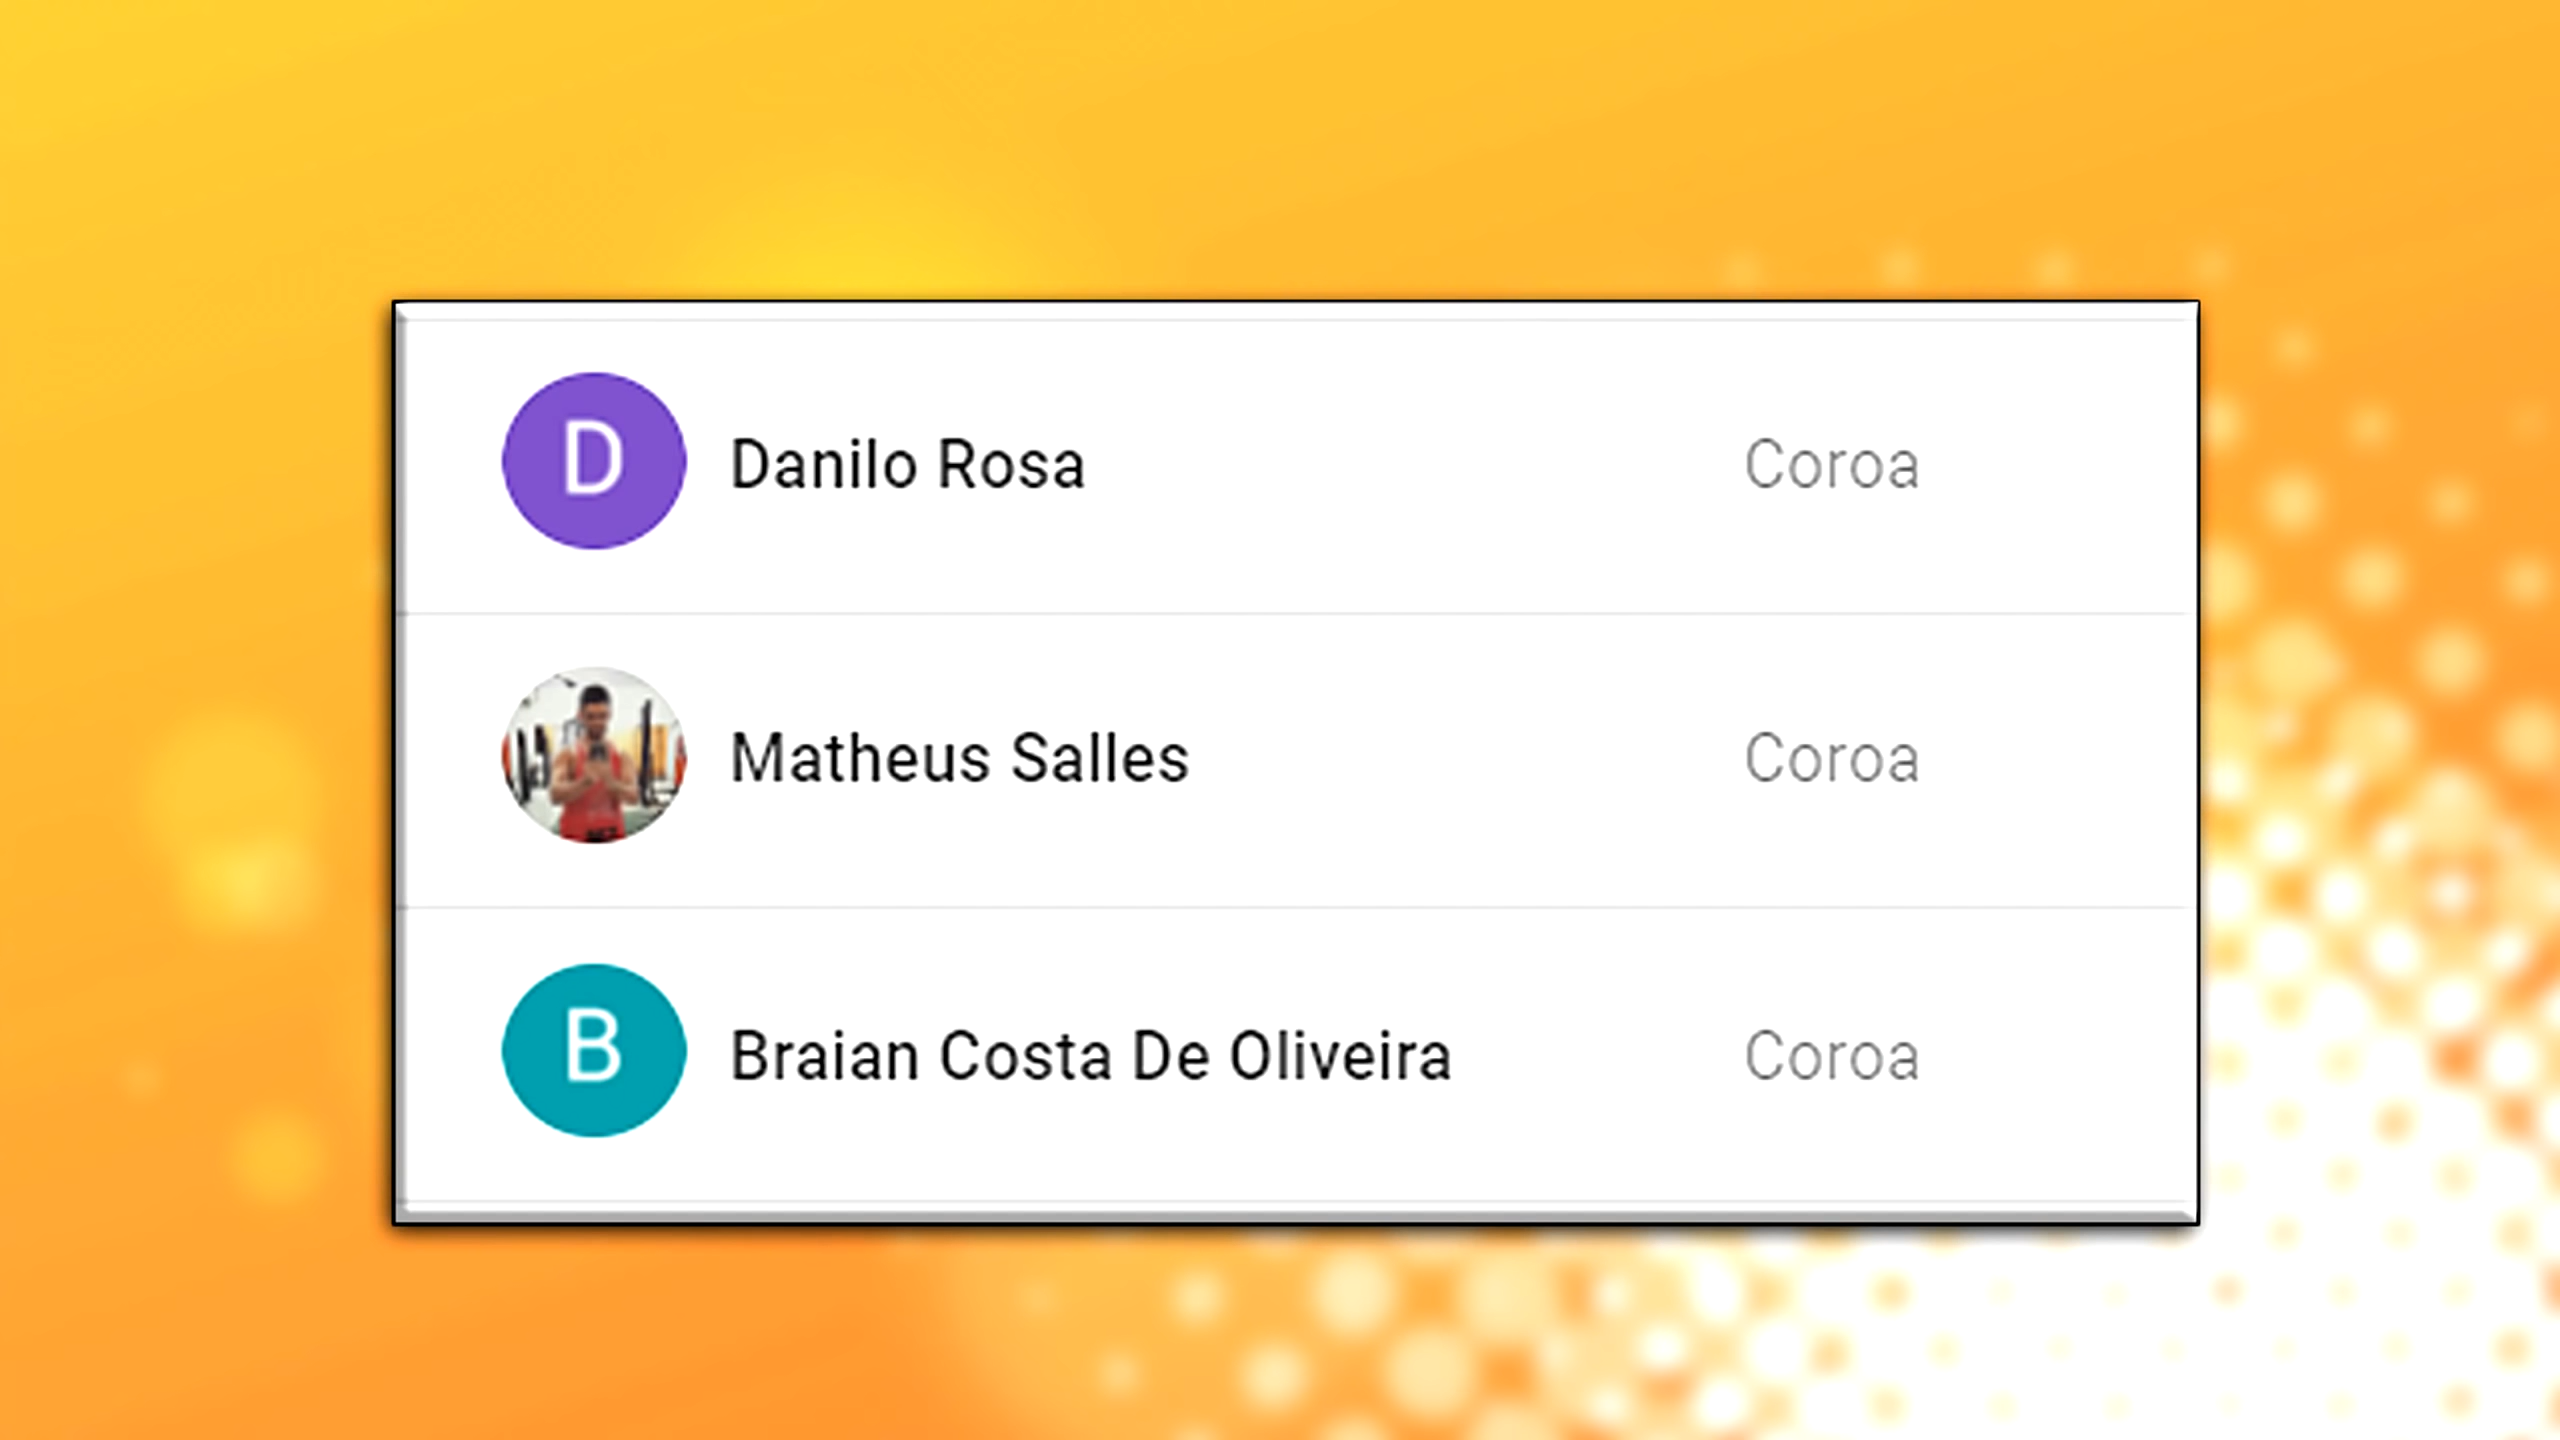 D Danilo Rosa Coroa
Matheus Salles Coroa
B Braian Costa De Oliveira Coroa